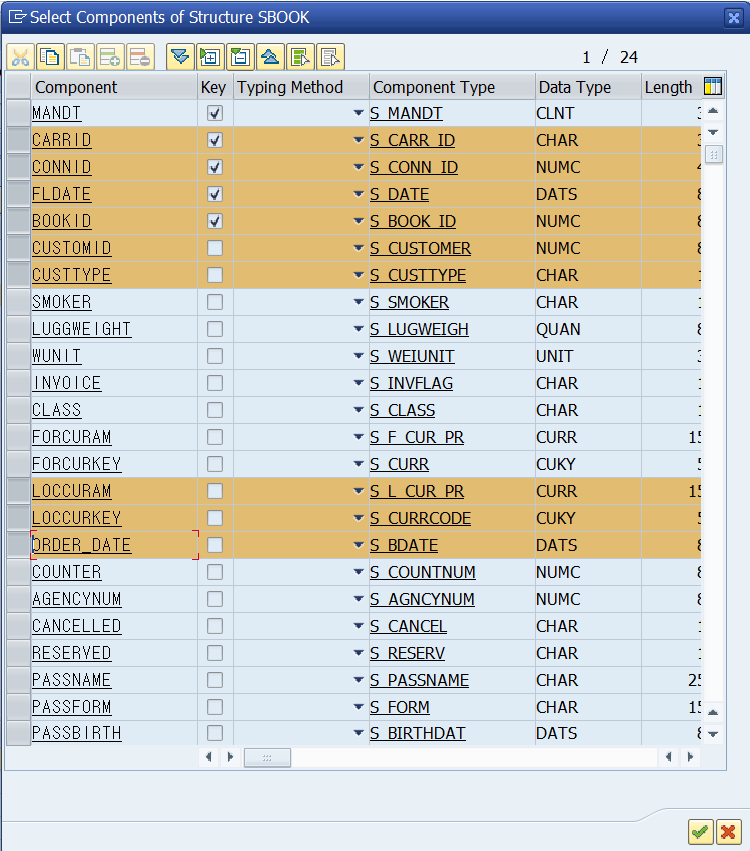 Select Components of Structure SBOOK
1 / 24
Component Key Typing Method Component Type Data Type Length
MANDT S_MANDT CLNT 3
CARRID S_CARR_ID CHAR 3
CONNID S_CONN_ID NUMC 4
FLDATE S_DATE DATS 8
BOOKID S_BOOK_ID NUMC 8
CUSTOMID S_CUSTOMER NUMC 8
CUSTTYPE S_CUSTTYPE CHAR 1
SMOKER S_SMOKER CHAR 1
LUGGWEIGHT S_LUGWEIGH QUAN 8
WUNIT S_WEIUNIT UNIT 3
INVOICE S_INVFLAG CHAR 1
CLASS S_CLASS CHAR 1
FORCURAM S_F_CUR_PR CURR 15
FORCURKEY S_CURR CUKY 5
LOCCURAM S_L_CUR_PR CURR 15
LOCCURKEY S_CURRCODE CUKY 5
ORDER_DATE S_BDATE DATS 8
COUNTER S_COUNTNUM NUMC 8
AGENCYNUM S_AGNCYNUM NUMC 8
CANCELLED S_CANCEL CHAR 1
RESERVED S_RESERV CHAR 1
PASSNAME S_PASSNAME CHAR 25
PASSFORM S_FORM CHAR 15
PASSBIRTH S_BIRTHDAT DATS 8